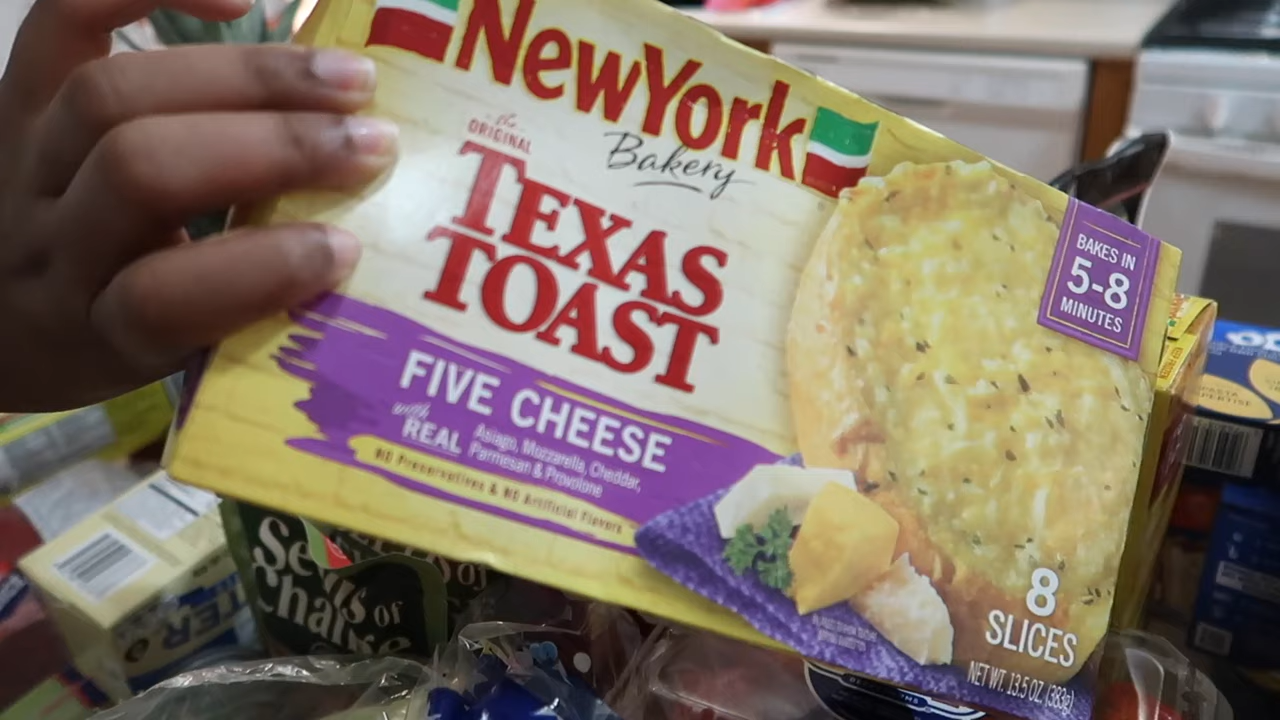 NewYork
Bakery
the
ORIGINAL
TEXAS
TOAST
BAKES IN
5-8
MINUTES
FIVE CHEESE
with
REAL
Asiago, Mozzarella, Cheddar,
Parmesan & Provolone
NO Preservatives & NO Artificial Flavors
8
SLICES
NET WT. 13.5 OZ. (383g)
of